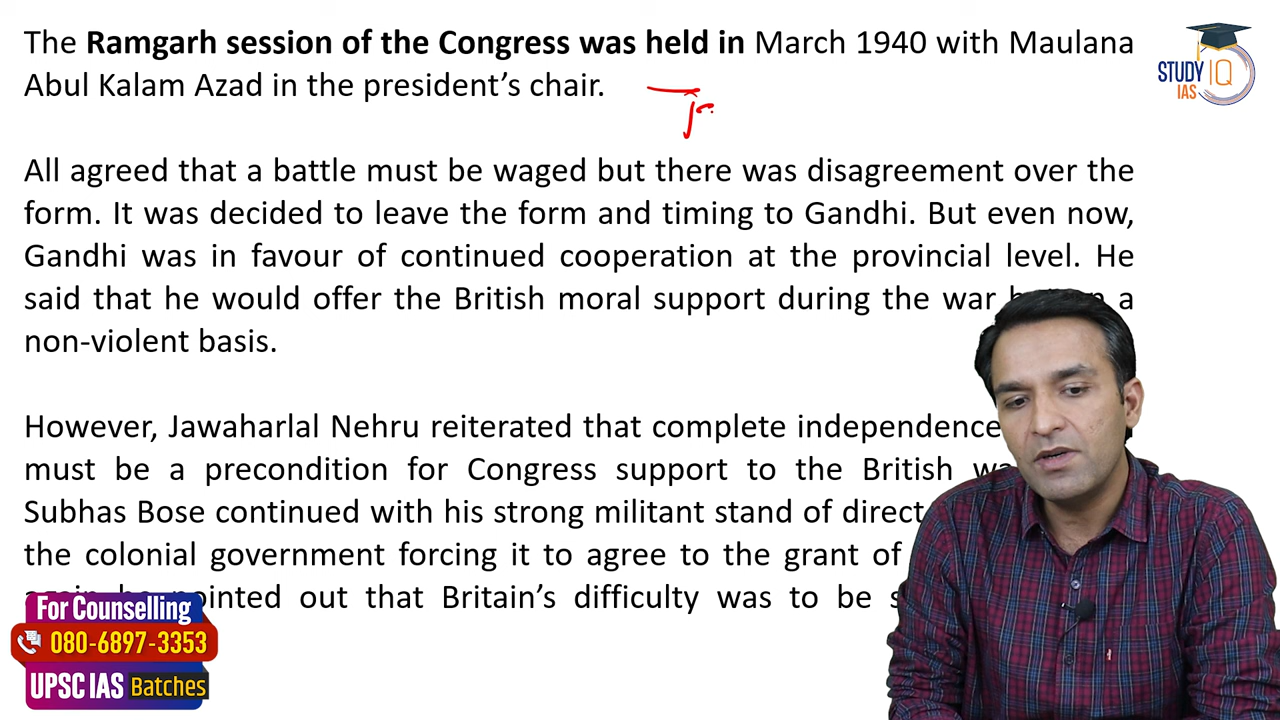 The Ramgarh session of the Congress was held in March 1940 with Maulana
Abul Kalam Azad in the president's chair.
STUDY IQ
IAS
All agreed that a battle must be waged but there was disagreement over the
form. It was decided to leave the form and timing to Gandhi. But even now,
Gandhi was in favour of continued cooperation at the provincial level. He
said that he would offer the British moral support during the war a
non-violent basis.
However, Jawaharlal Nehru reiterated that complete independence
must be a precondition for Congress support to the British
Subhas Bose continued with his strong militant stand of direct
the colonial government forcing it to agree to the grant of
pointed out that Britain's difficulty was to be
For Counselling
080-6897-3353
UPSC IAS Batches